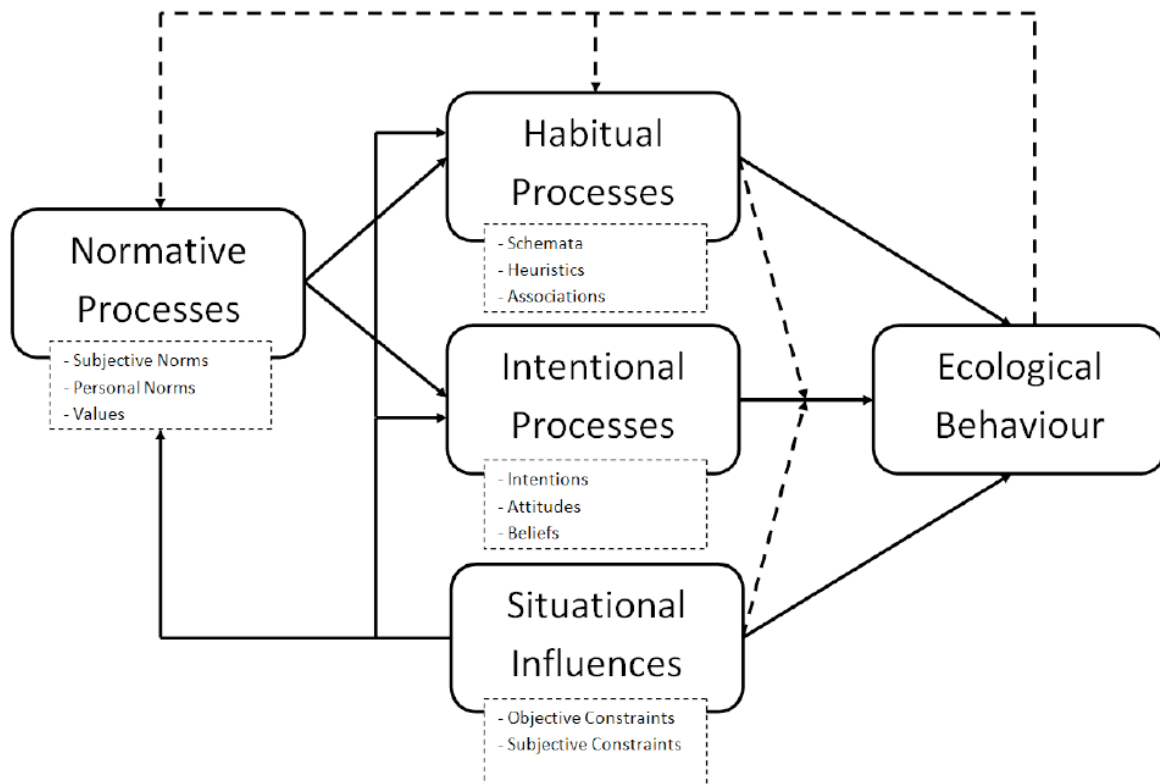 Normative
Processes
- Subjective Norms
- Personal Norms
- Values
Habitual
Processes
- Schemata
- Heuristics
- Associations
Intentional
Processes
- Intentions
- Attitudes
- Beliefs
Situational
Influences
- Objective Constraints
- Subjective Constraints
Ecological
Behaviour